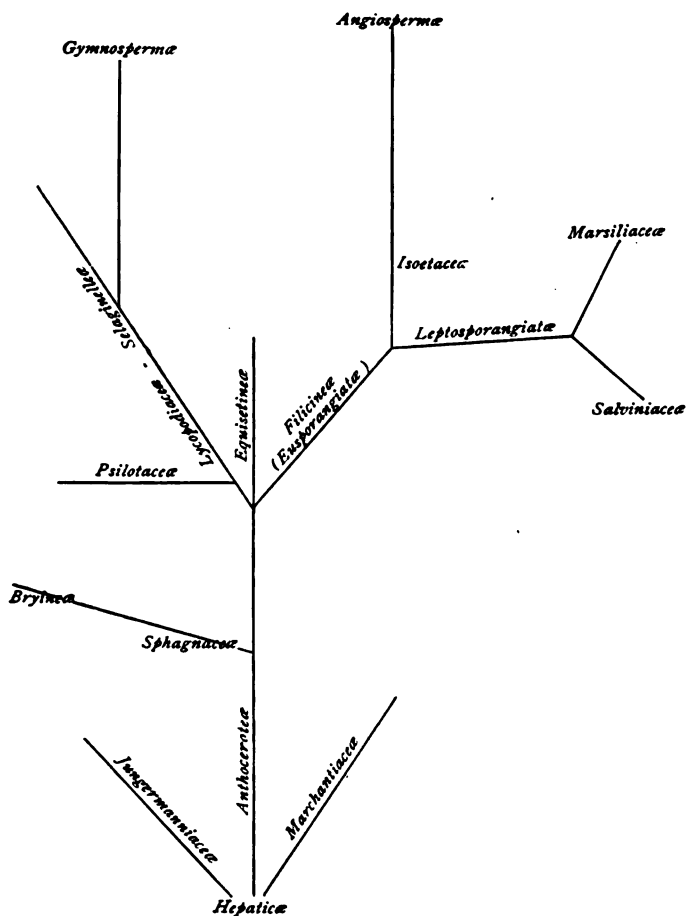 Angiospermæ
Gymnospermæ
Marsiliaceæ
Isoetaceæ
Leptosporangiatæ
Salviniaceæ
Lycopodiaceæ - Selaginelleæ
Equisetineæ
Filicineæ
(Eusporangiatæ)
Psilotaceæ
Bryineæ
Sphagnaceæ
Anthoceroteæ
Jungermanniaceæ
Marchantiaceæ
Hepaticæ